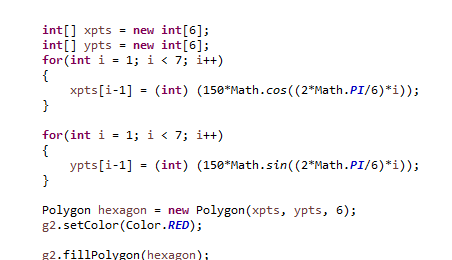 int[] xpts = new int[6];
int[] ypts = new int[6];
for(int i = 1; i < 7; i++)
{
xpts[i-1] = (int) (150*Math.cos((2*Math.PI/6)*i));
}
for(int i = 1; i < 7; i++)
{
ypts[i-1] = (int) (150*Math.sin((2*Math.PI/6)*i));
}
Polygon hexagon = new Polygon(xpts, ypts, 6);
g2.setColor(Color.RED);
g2.fillPolygon(hexagon);